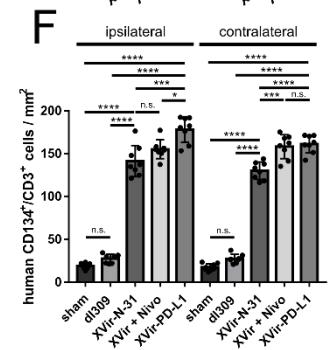 F
ipsilateral
contralateral
****
****
****
****
***
****
****
n.s.
***
n.s.
****
*
****
****
****
n.s.
n.s.
human CD134⁺/CD3⁺ cells / mm²
200
150
100
50
0
sham
dl309
XVir-N-31
XVir + Nivo
XVir-PD-L1
sham
dl309
XVir-N-31
XVir + Nivo
XVir-PD-L1